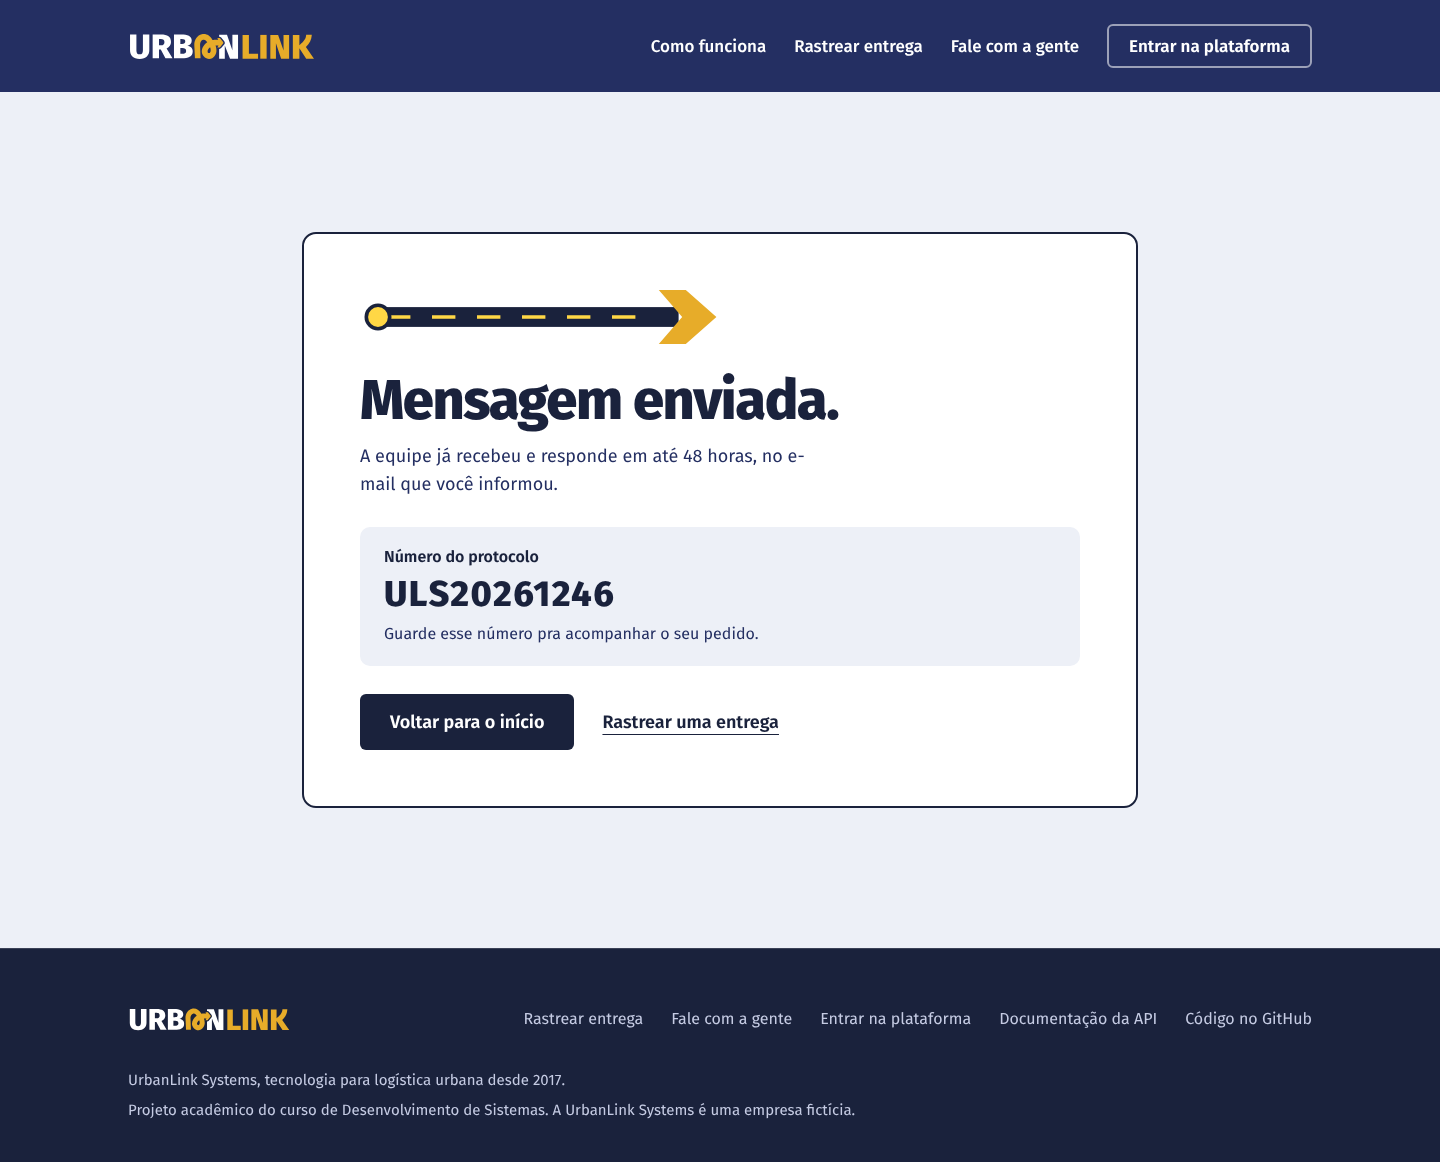 URBANLINK
Como funciona
Rastrear entrega
Fale com a gente
Entrar na plataforma
Mensagem enviada.
A equipe já recebeu e responde em até 48 horas, no e-
mail que você informou.
Número do protocolo
ULS20261246
Guarde esse número pra acompanhar o seu pedido.
Voltar para o início
Rastrear uma entrega
URBANLINK
Rastrear entrega
Fale com a gente
Entrar na plataforma
Documentação da API
Código no GitHub
UrbanLink Systems, tecnologia para logística urbana desde 2017.
Projeto acadêmico do curso de Desenvolvimento de Sistemas. A UrbanLink Systems é uma empresa fictícia.